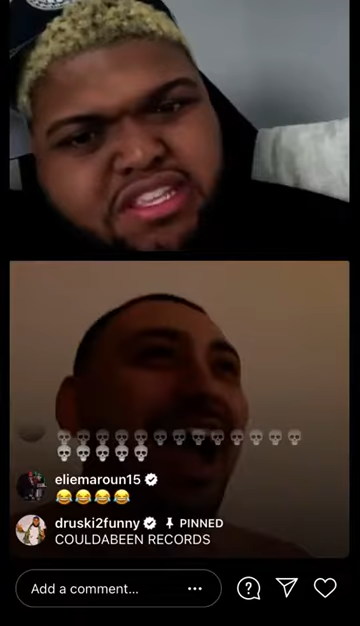 eliemaroun15
😂😂😂😂
druski2funny PINNED
COULDABEEN RECORDS
Add a comment...